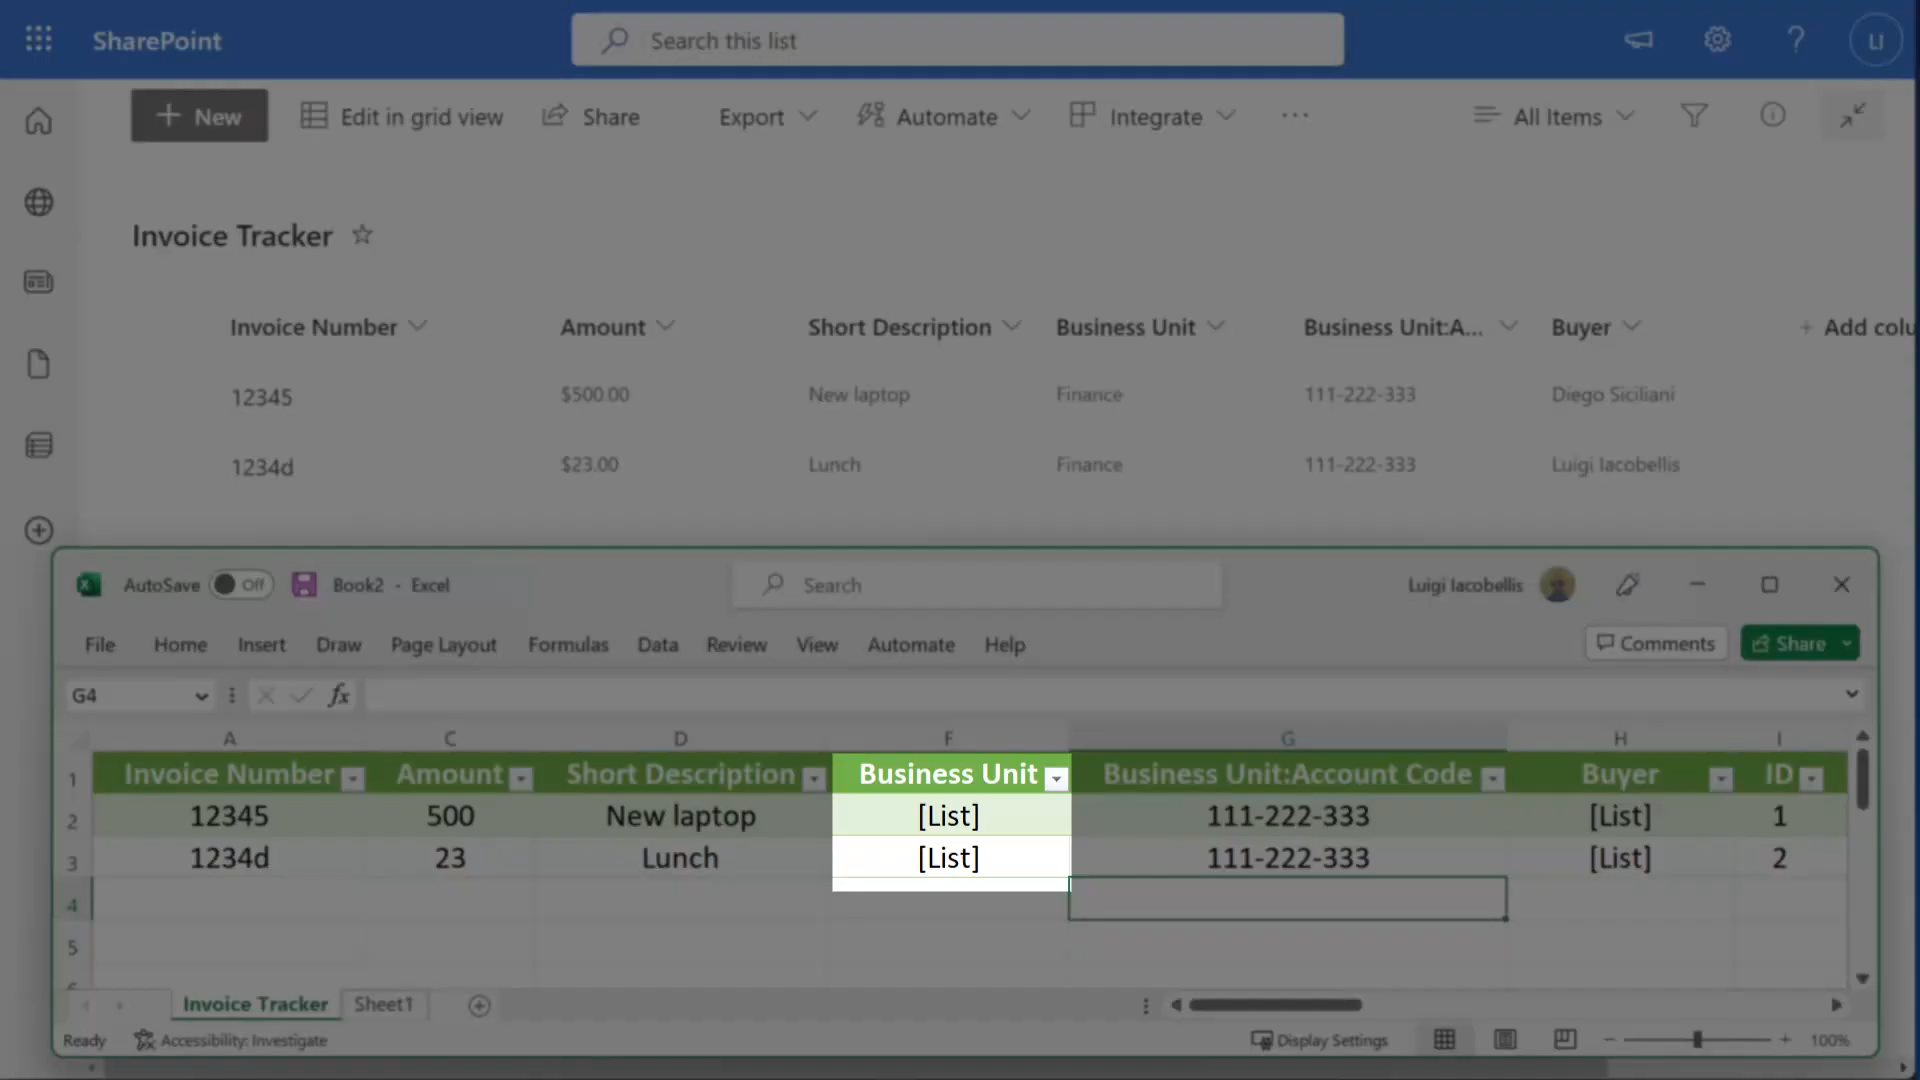 SharePoint
Search this list
?
LI
New
Edit in grid view
Share
Export
Automate
Integrate
...
All Items
Invoice Tracker
Invoice Number
Amount
Short Description
Business Unit
Business Unit:A...
Buyer
+ Add colu
12345
$500.00
New laptop
Finance
111-222-333
Diego Siciliani
1234d
$23.00
Lunch
Finance
111-222-333
Luigi Iacobellis
AutoSave
Off
Book2 - Excel
Search
Luigi Iacobellis
File
Home
Insert
Draw
Page Layout
Formulas
Data
Review
View
Automate
Help
Comments
Share
G4
fx
A
C
D
F
G
H
I
1
Invoice Number
Amount
Short Description
Business Unit
Business Unit:Account Code
Buyer
ID
2
12345
500
New laptop
[List]
111-222-333
[List]
1
3
1234d
23
Lunch
[List]
111-222-333
[List]
2
4
5
Invoice Tracker
Sheet1
Ready
Accessibility: Investigate
Display Settings
100%